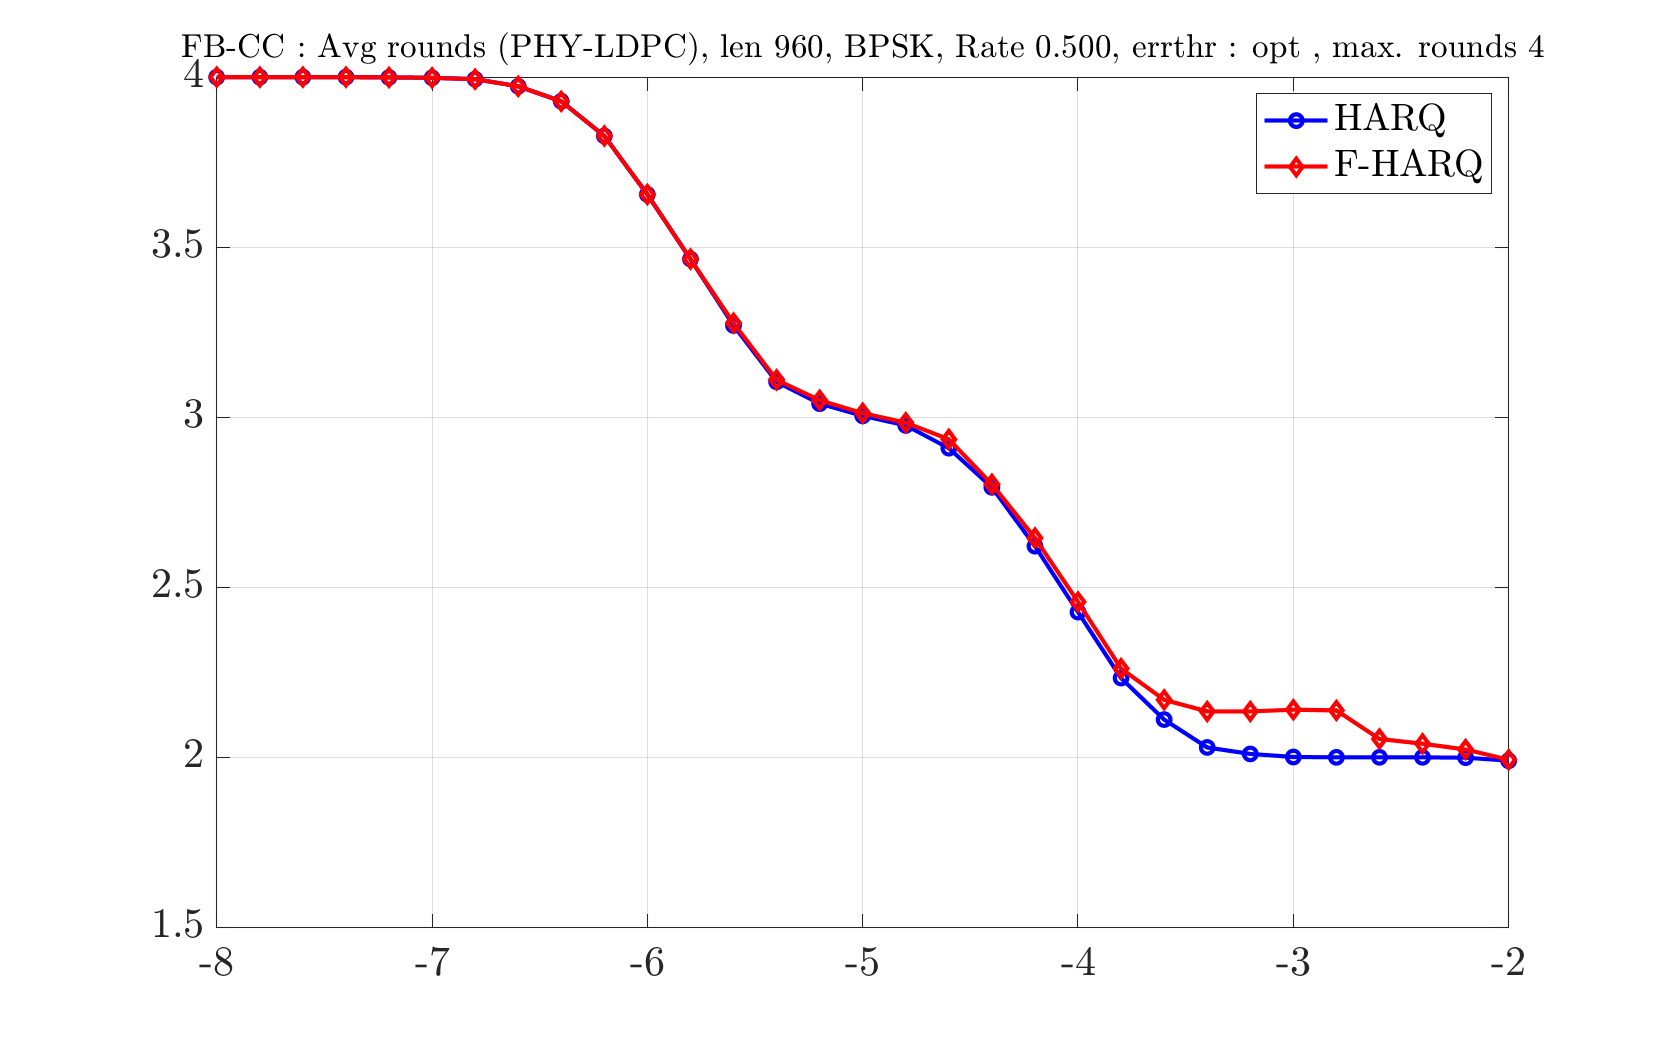 FB-CC : Avg rounds (PHY-LDPC), len 960, BPSK, Rate 0.500, errthr : opt , max. rounds 4
4
3.5
3
2.5
2
1.5
-8 -7 -6 -5 -4 -3 -2
HARQ
F-HARQ